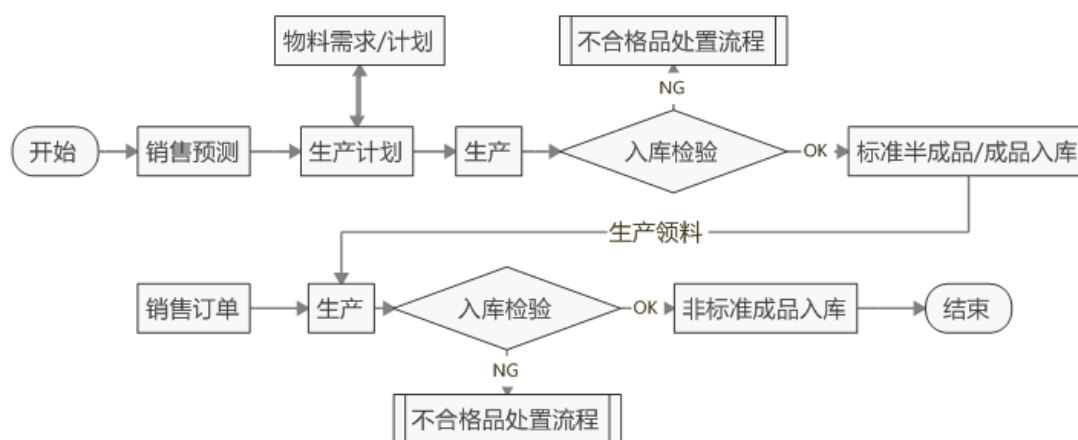 物料需求/计划
不合格品处置流程
NG
开始
销售预测
生产计划
生产
入库检验
OK
标准半成品/成品入库
生产领料
销售订单
生产
入库检验
OK
非标准成品入库
结束
NG
不合格品处置流程